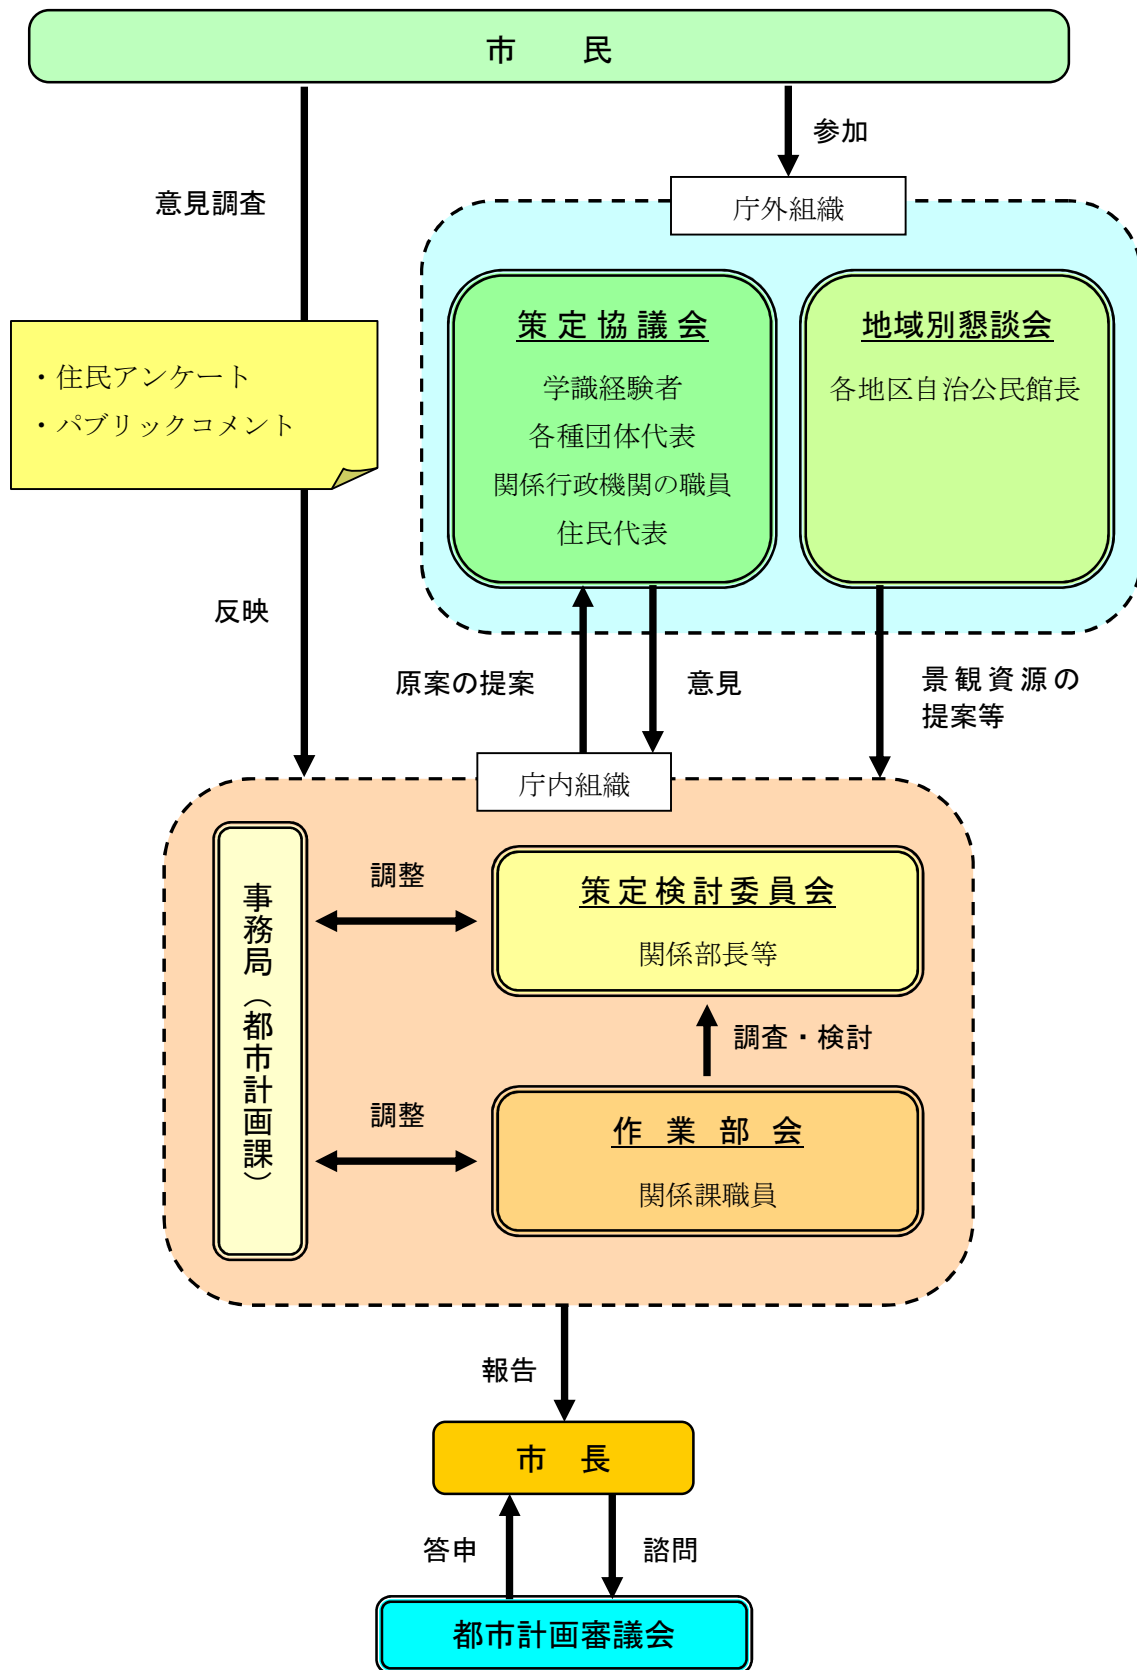 市　民
参加
意見調査
庁外組織
策定協議会
学識経験者
各種団体代表
関係行政機関の職員
住民代表
地域別懇談会
各地区自治公民館長
・住民アンケート
・パブリックコメント
反映
原案の提案
意見
景観資源の
提案等
庁内組織
事務局（都市計画課）
調整
策定検討委員会
関係部長等
調査・検討
調整
作業部会
関係課職員
報告
市　長
答申
諮問
都市計画審議会